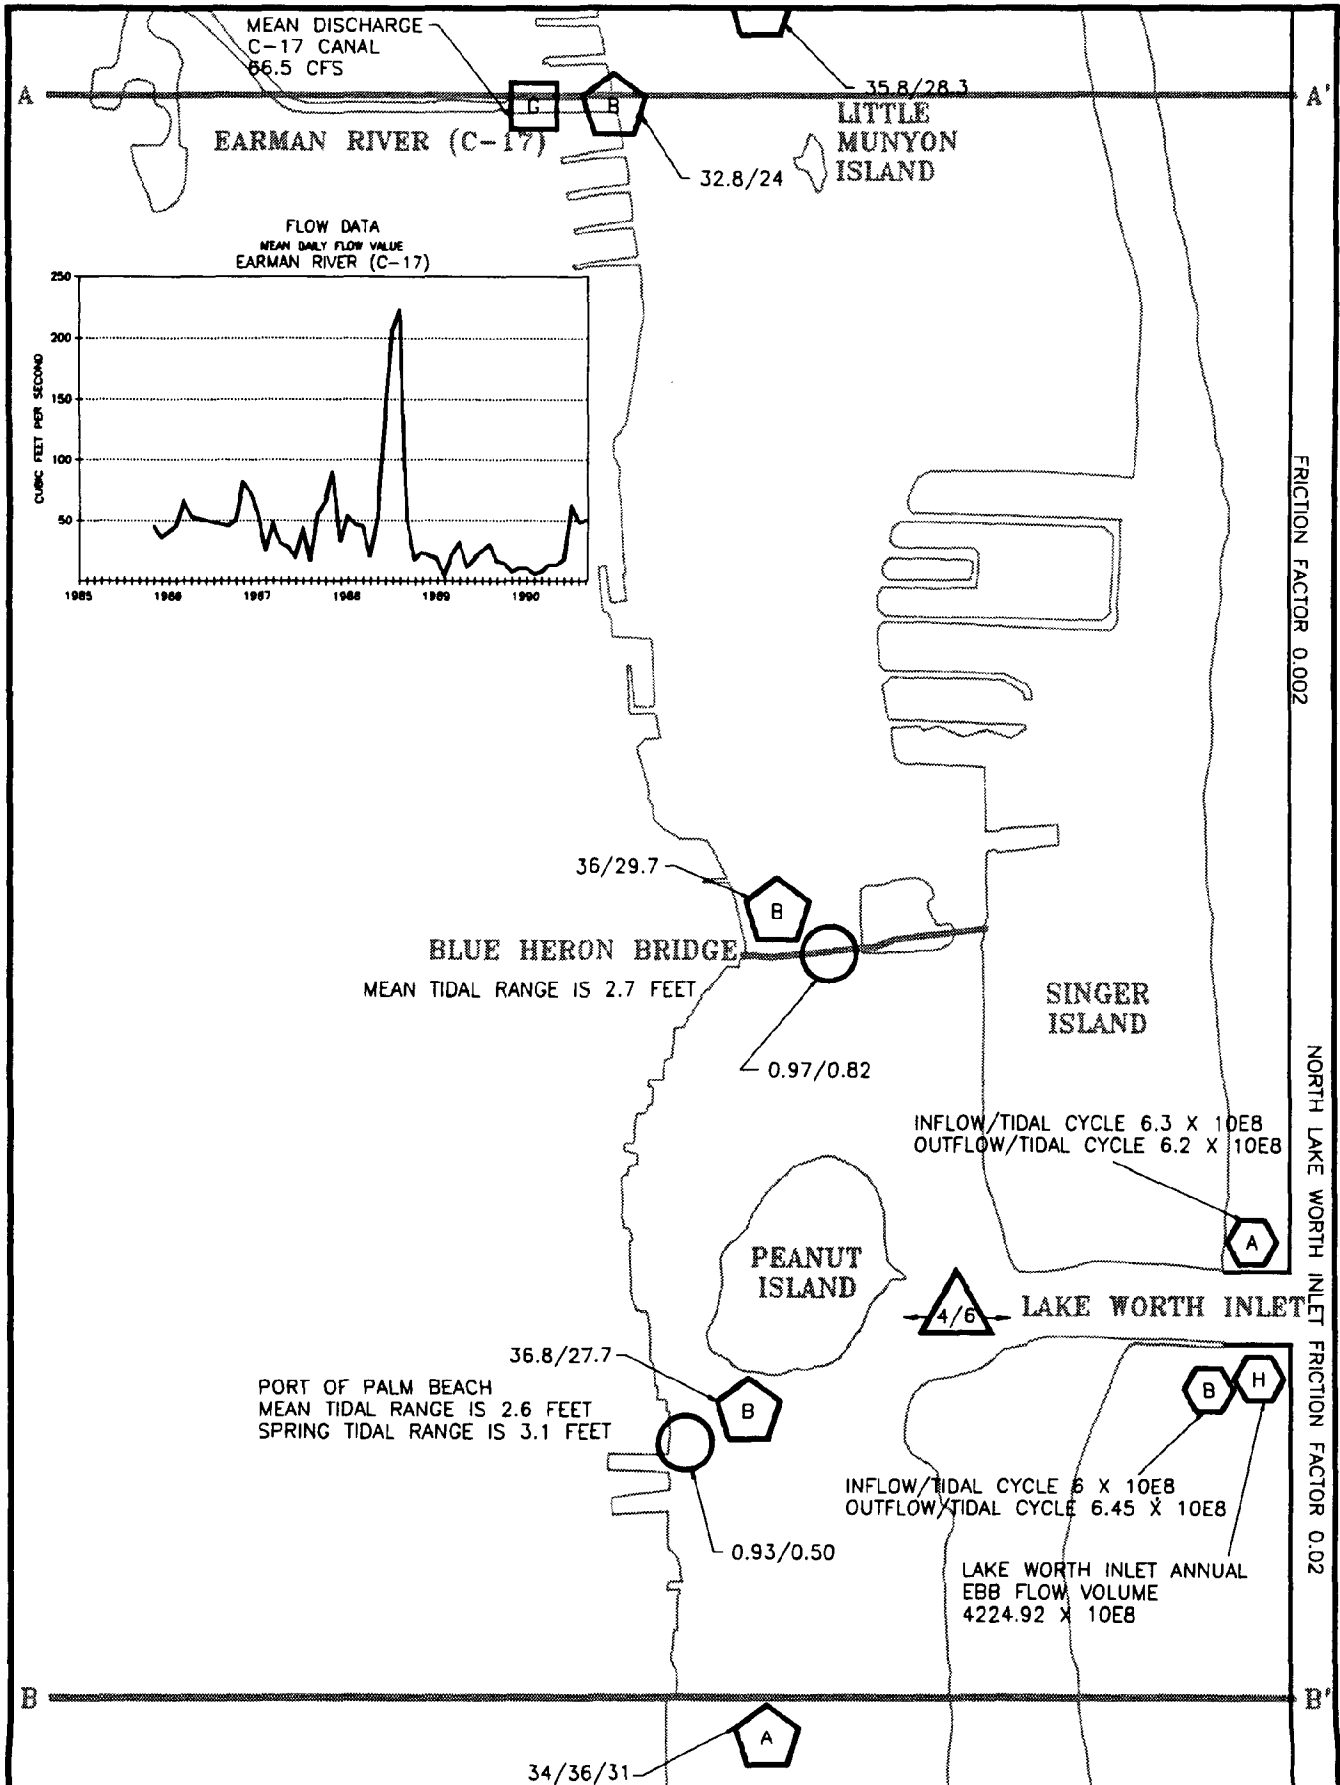 MEAN DISCHARGE
C-17 CANAL
66.5 CFS
35.8/28.3
A
G
B
A'
EARMAN RIVER (C-17)
LITTLE
MUNYON
ISLAND
32.8/24
FLOW DATA
MEAN DAILY FLOW VALUE
EARMAN RIVER (C-17)
CUBIC FEET PER SECOND
250
200
150
100
50
1985 1986 1987 1988 1989 1990
FRICTION FACTOR 0.002
36/29.7
B
BLUE HERON BRIDGE
MEAN TIDAL RANGE IS 2.7 FEET
SINGER
ISLAND
0.97/0.82
INFLOW/TIDAL CYCLE 6.3 X 10E8
OUTFLOW/TIDAL CYCLE 6.2 X 10E8
A
NORTH LAKE WORTH INLET FRICTION FACTOR 0.02
PEANUT
ISLAND
4/6
LAKE WORTH INLET
36.8/27.7
B
PORT OF PALM BEACH
MEAN TIDAL RANGE IS 2.6 FEET
SPRING TIDAL RANGE IS 3.1 FEET
B
H
INFLOW/TIDAL CYCLE 6 X 10E8
OUTFLOW/TIDAL CYCLE 6.45 X 10E8
0.93/0.50
LAKE WORTH INLET ANNUAL
EBB FLOW VOLUME
4224.92 X 10E8
B
B'
A
34/36/31